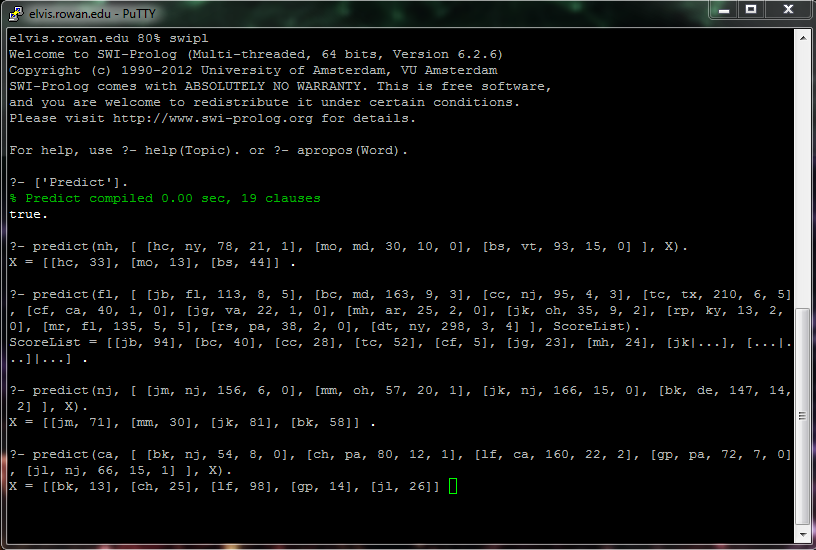 elvis.rowan.edu - PuTTY
elvis.rowan.edu 80% swipl
Welcome to SWI-Prolog (Multi-threaded, 64 bits, Version 6.2.6)
Copyright (c) 1990-2012 University of Amsterdam, VU Amsterdam
SWI-Prolog comes with ABSOLUTELY NO WARRANTY. This is free software,
and you are welcome to redistribute it under certain conditions.
Please visit http://www.swi-prolog.org for details.
For help, use ?- help(Topic). or ?- apropos(Word).
?- ['Predict'].
% Predict compiled 0.00 sec, 19 clauses
true.
?- predict(nh, [ [hc, ny, 78, 21, 1], [mo, md, 30, 10, 0], [bs, vt, 93, 15, 0] ], X).
X = [[hc, 33], [mo, 13], [bs, 44]] .
?- predict(fl, [ [jb, fl, 113, 8, 5], [bc, md, 163, 9, 3], [cc, nj, 95, 4, 3], [tc, tx, 210, 6, 5]
, [cf, ca, 40, 1, 0], [jg, va, 22, 1, 0], [mh, ar, 25, 2, 0], [jk, oh, 35, 9, 2], [rp, ky, 13, 2,
0], [mr, fl, 135, 5, 5], [rs, pa, 38, 2, 0], [dt, ny, 298, 3, 4] ], ScoreList).
ScoreList = [[jb, 94], [bc, 40], [cc, 28], [tc, 52], [cf, 5], [jg, 23], [mh, 24], [jk|...], [...|.
..]|...] .
?- predict(nj, [ [jm, nj, 156, 6, 0], [mm, oh, 57, 20, 1], [jk, nj, 166, 15, 0], [bk, de, 147, 14,
2] ], X).
X = [[jm, 71], [mm, 30], [jk, 81], [bk, 58]] .
?- predict(ca, [ [bk, nj, 54, 8, 0], [ch, pa, 80, 12, 1], [lf, ca, 160, 22, 2], [gp, pa, 72, 7, 0]
, [jl, nj, 66, 15, 1] ], X).
X = [[bk, 13], [ch, 25], [lf, 98], [gp, 14], [jl, 26]]